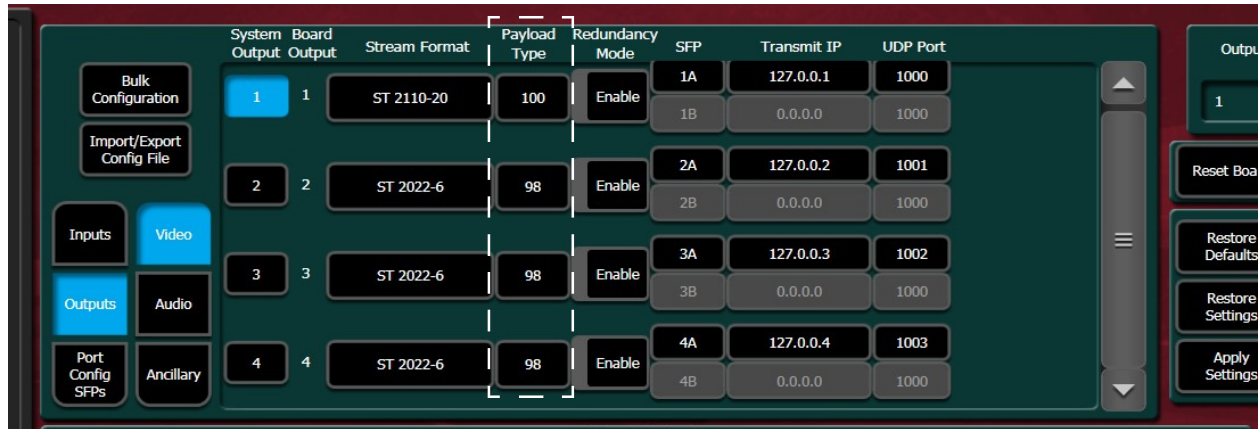 System Board Payload Redundancy
Output Output Stream Format Type Mode SFP Transmit IP UDP Port
Outpu
Bulk
Configuration
1 1 ST 2110-20 100 Enable 1A 127.0.0.1 1000
1B 0.0.0.0 1000
1
Import/Export
Config File
2 2 ST 2022-6 98 Enable 2A 127.0.0.2 1001
2B 0.0.0.0 1000
Reset Boa
Inputs Video
3 3 ST 2022-6 98 Enable 3A 127.0.0.3 1002
3B 0.0.0.0 1000
Restore
Defaults
Outputs Audio
Restore
Settings
Port
Config
SFPs
Ancillary
4 4 ST 2022-6 98 Enable 4A 127.0.0.4 1003
4B 0.0.0.0 1000
Apply
Settings